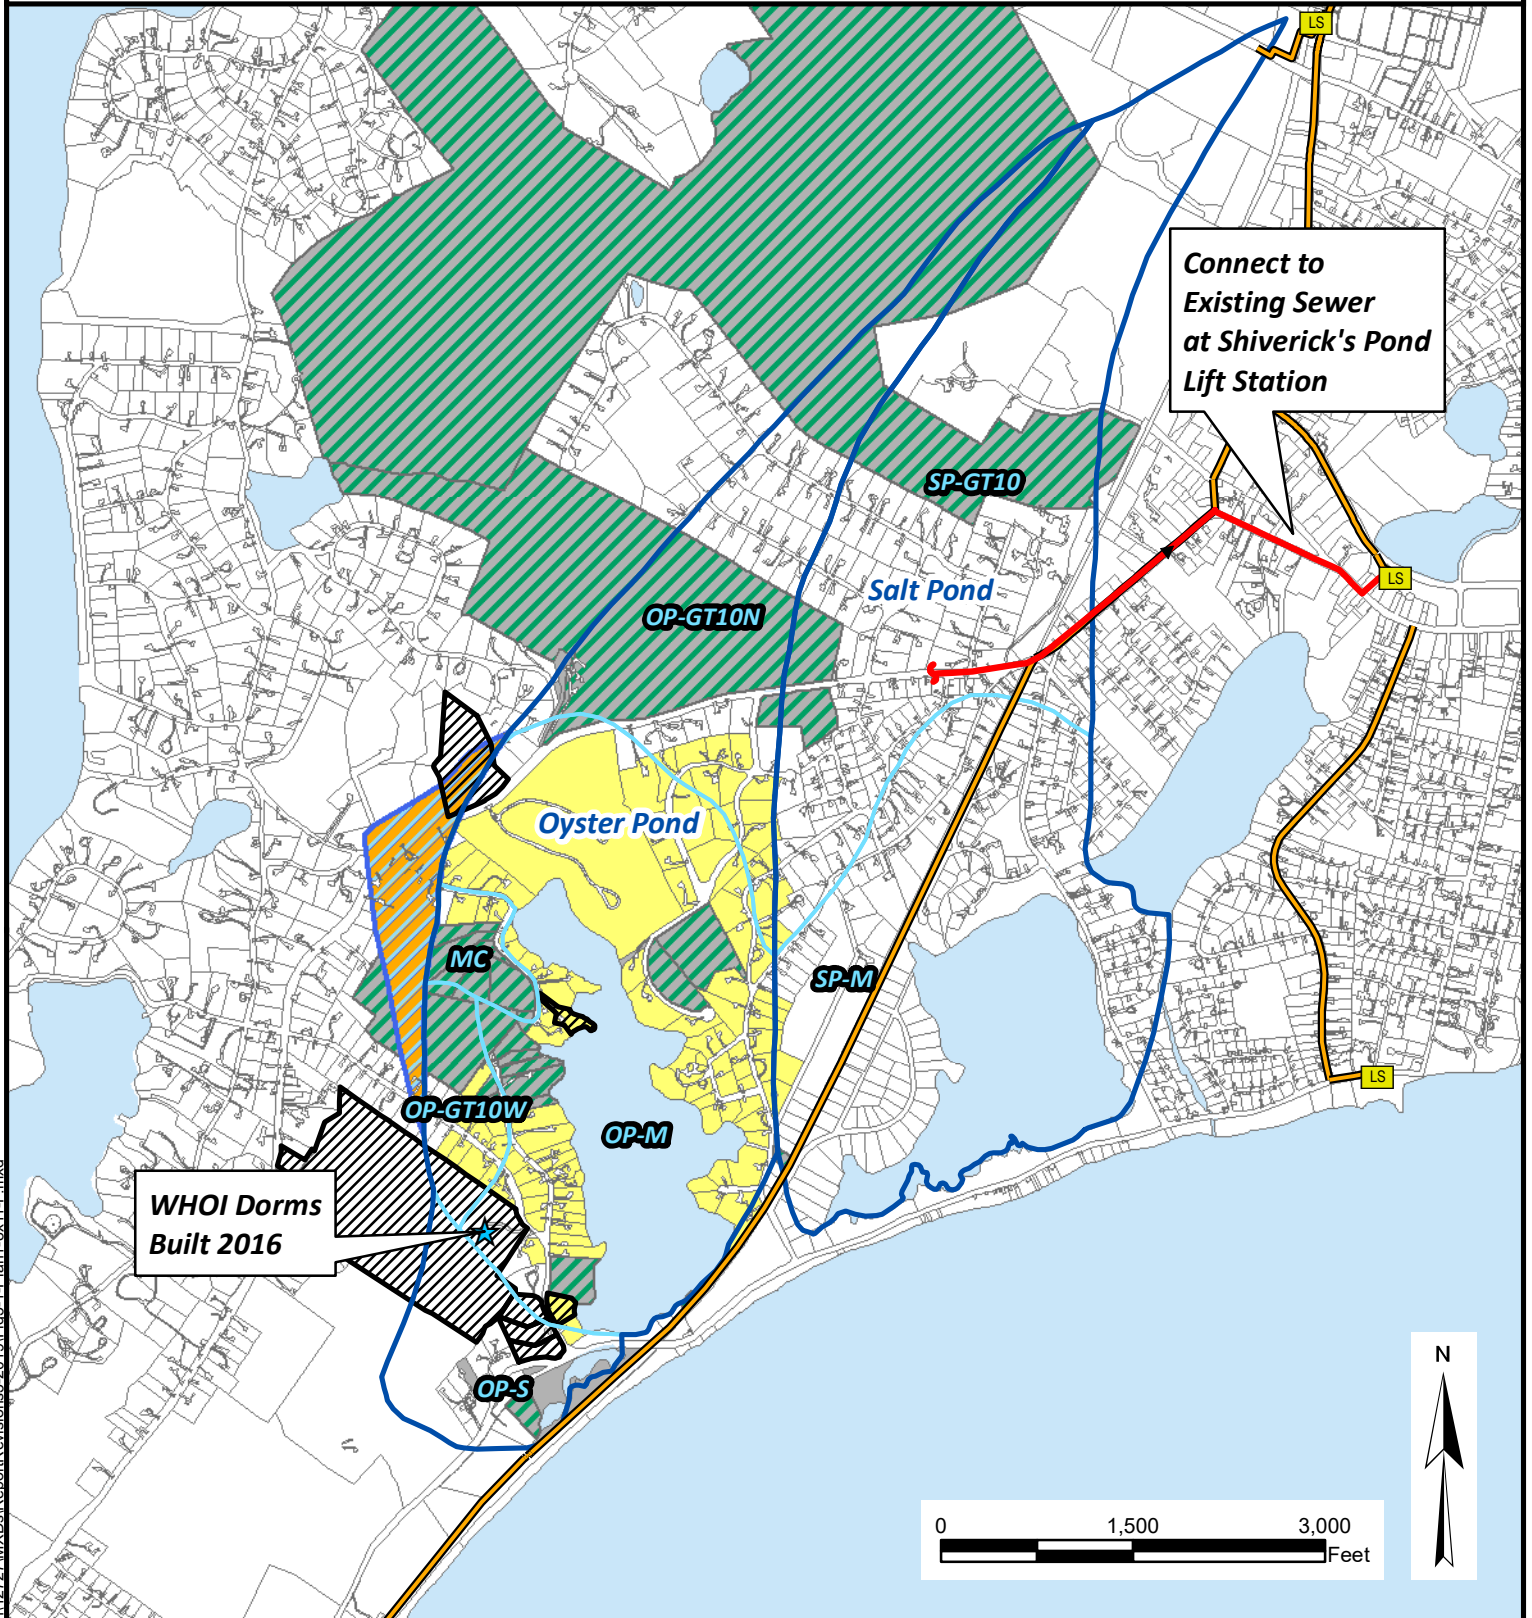 LS
Connect to
Existing Sewer
at Shiverick's Pond
Lift Station
SP-GT10
LS
Salt Pond
OP-GT10N
Oyster Pond
MC
SP-M
LS
OP-GT10W
OP-M
WHOI Dorms
Built 2016
OP-S
N
0 1,500 3,000
Feet